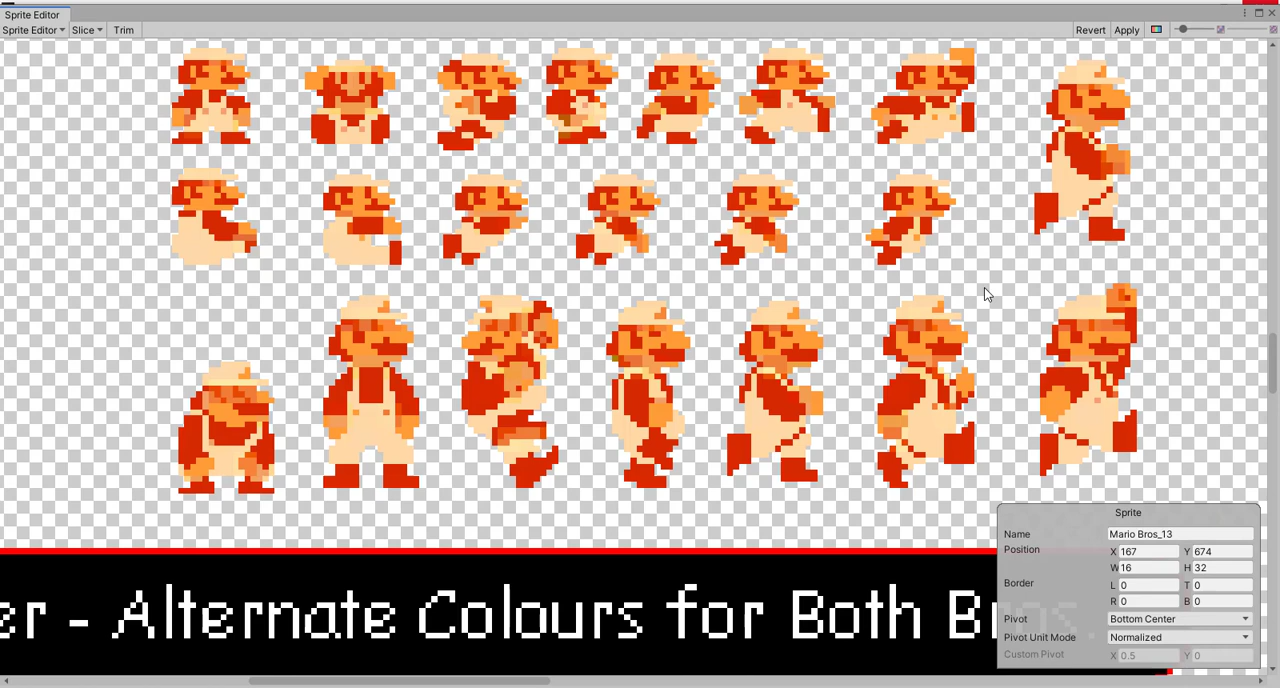 Sprite Editor
Sprite Editor Slice Trim Revert Apply
Sprite
Name Mario Bros_13
Position X 167 Y 674
W 16 H 32
Border L 0 T 0
R 0 B 0
Pivot Bottom Center
Pivot Unit Mode Normalized
Custom Pivot X 0.5 Y 0
er - Alternate Colours for Both Bros.